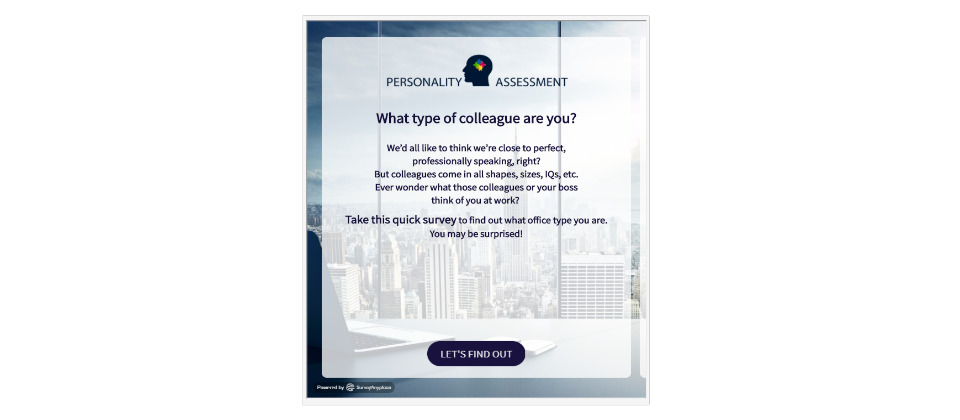 PERSONALITY ASSESSMENT
What type of colleague are you?
We'd all like to think we're close to perfect,
professionally speaking, right?
But colleagues come in all shapes, sizes, IQs, etc.
Ever wonder what those colleagues or your boss
think of you at work?
Take this quick survey to find out what office type you are.
You may be surprised!
LET'S FIND OUT
Powered by SurveyAnyplace